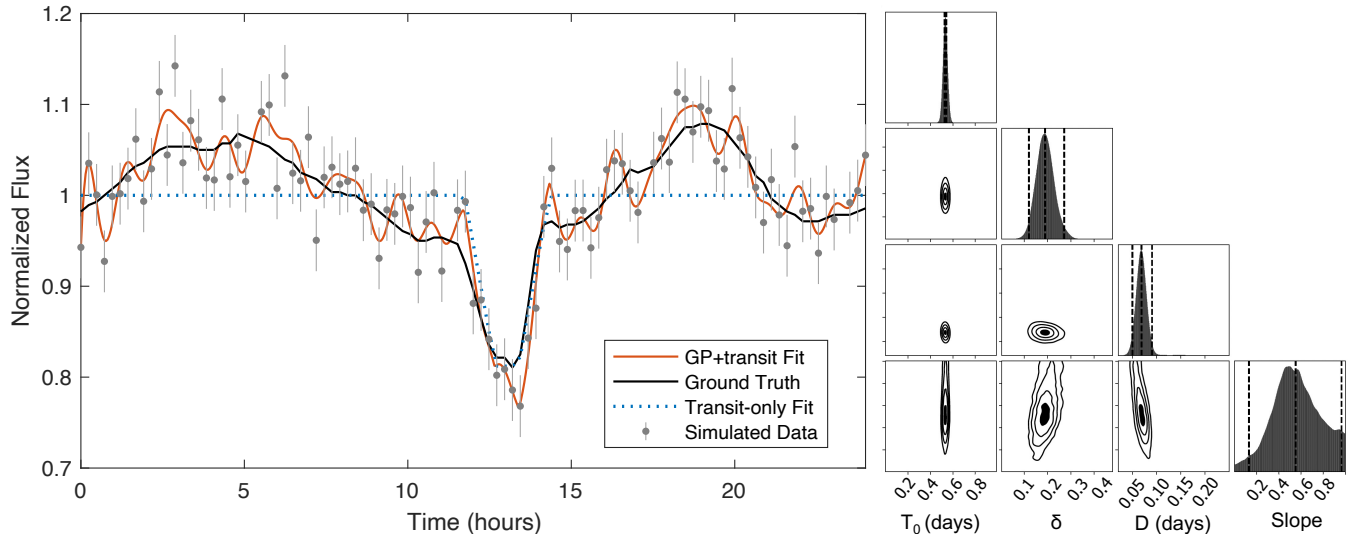 1.2
1.1
1
0.9
0.8
0.7
Normalized Flux
0 5 10 15 20
Time (hours)
GP+transit Fit
Ground Truth
Transit-only Fit
Simulated Data
0.2 0.4 0.6 0.8
0.1 0.2 0.3 0.4
0.05 0.10 0.15 0.20
0.2 0.4 0.6 0.8
T₀ (days)
δ
D (days)
Slope